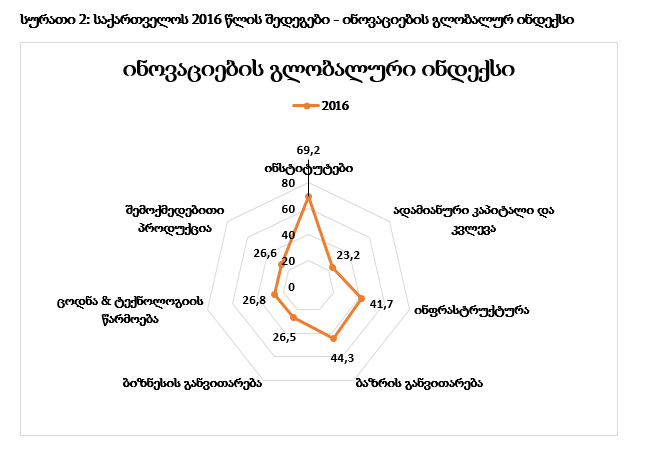 სურათი 2: საქართველოს 2016 წლის შედეგები - ინოვაციების გლობალურ ინდექსი
ინოვაციების გლობალური ინდექსი
2016
69,2
ინსტიტუტები
80
შემოქმედებითი
პროდუქცია
ადამიანური კაპიტალი და
კვლევა
60
40
26,6
23,2
20
0
ცოდნა & ტექნოლოგიის
წარმოება
26,8
41,7
ინფრასტრუქტურა
26,5
44,3
ბიზნესის განვითარება
ბაზრის განვითარება